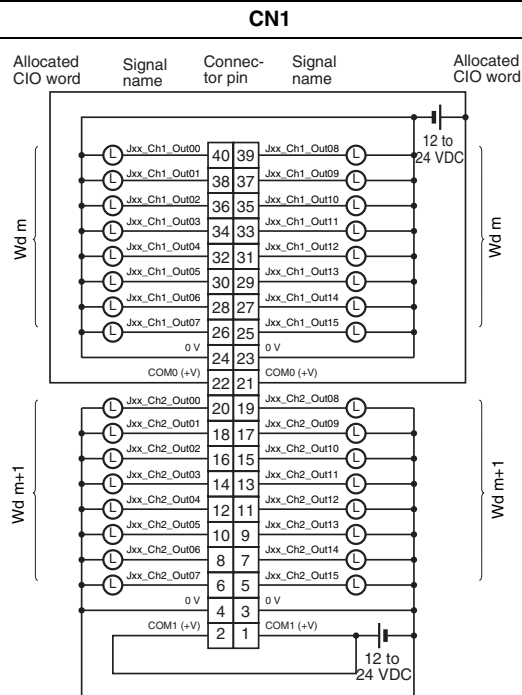 CN1
Allocated CIO word Signal name Connec- tor pin Signal name Allocated CIO word
12 to 24 VDC
L Jxx_Ch1_Out00 40 39 Jxx_Ch1_Out08 L
L Jxx_Ch1_Out01 38 37 Jxx_Ch1_Out09 L
L Jxx_Ch1_Out02 36 35 Jxx_Ch1_Out10 L
L Jxx_Ch1_Out03 34 33 Jxx_Ch1_Out11 L
Wd m Wd m
L Jxx_Ch1_Out04 32 31 Jxx_Ch1_Out12 L
L Jxx_Ch1_Out05 30 29 Jxx_Ch1_Out13 L
L Jxx_Ch1_Out06 28 27 Jxx_Ch1_Out14 L
L Jxx_Ch1_Out07 26 25 Jxx_Ch1_Out15 L
0 V 24 23 0 V
COM0 (+V) 22 21 COM0 (+V)
L Jxx_Ch2_Out00 20 19 Jxx_Ch2_Out08 L
L Jxx_Ch2_Out01 18 17 Jxx_Ch2_Out09 L
L Jxx_Ch2_Out02 16 15 Jxx_Ch2_Out10 L
L Jxx_Ch2_Out03 14 13 Jxx_Ch2_Out11 L
Wd m+1 Wd m+1
L Jxx_Ch2_Out04 12 11 Jxx_Ch2_Out12 L
L Jxx_Ch2_Out05 10 9 Jxx_Ch2_Out13 L
L Jxx_Ch2_Out06 8 7 Jxx_Ch2_Out14 L
L Jxx_Ch2_Out07 6 5 Jxx_Ch2_Out15 L
0 V 4 3 0 V
COM1 (+V) 2 1 COM1 (+V)
12 to 24 VDC